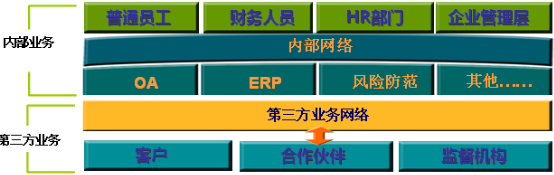 普通员工 财务人员 HR部门 企业管理层
内部业务
内部网络
OA ERP 风险防范 其他……
第三方业务网络
第三方业务
客户 合作伙伴 监督机构